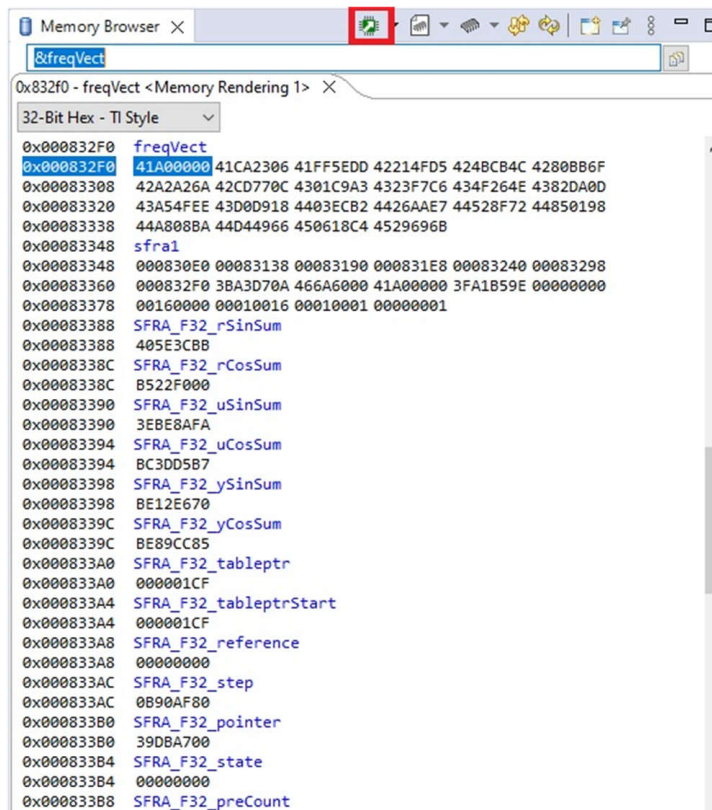 Memory Browser
&freqVect
0x832f0 - freqVect <Memory Rendering 1>
32-Bit Hex - TI Style
0x000832F0 freqVect
0x000832F0 41A00000 41CA2306 41FF5EDD 42214FD5 424BCB4C 4280BB6F
0x00083308 42A2A26A 42CD770C 4301C9A3 4323F7C6 434F264E 4382DA0D
0x00083320 43A54FEE 43D0D918 4403ECB2 4426AAE7 44528F72 44850198
0x00083338 44A808BA 44D44966 450618C4 4529696B
0x00083348 sfra1
0x00083348 000830E0 00083138 00083190 000831E8 00083240 00083298
0x00083360 000832F0 3BA3D70A 466A6000 41A00000 3FA1B59E 00000000
0x00083378 00160000 00010016 00010001 00000001
0x00083388 SFRA_F32_rSinSum
0x00083388 405E3CBB
0x0008338C SFRA_F32_rCosSum
0x0008338C B522F000
0x00083390 SFRA_F32_uSinSum
0x00083390 3EBE8AFA
0x00083394 SFRA_F32_uCosSum
0x00083394 BC3DD5B7
0x00083398 SFRA_F32_ySinSum
0x00083398 BE12E670
0x0008339C SFRA_F32_yCosSum
0x0008339C BE89CC85
0x000833A0 SFRA_F32_tableptr
0x000833A0 000001CF
0x000833A4 SFRA_F32_tableptrStart
0x000833A4 000001CF
0x000833A8 SFRA_F32_reference
0x000833A8 00000000
0x000833AC SFRA_F32_step
0x000833AC 0B90AF80
0x000833B0 SFRA_F32_pointer
0x000833B0 39DBA700
0x000833B4 SFRA_F32_state
0x000833B4 00000000
0x000833B8 SFRA_F32_preCount